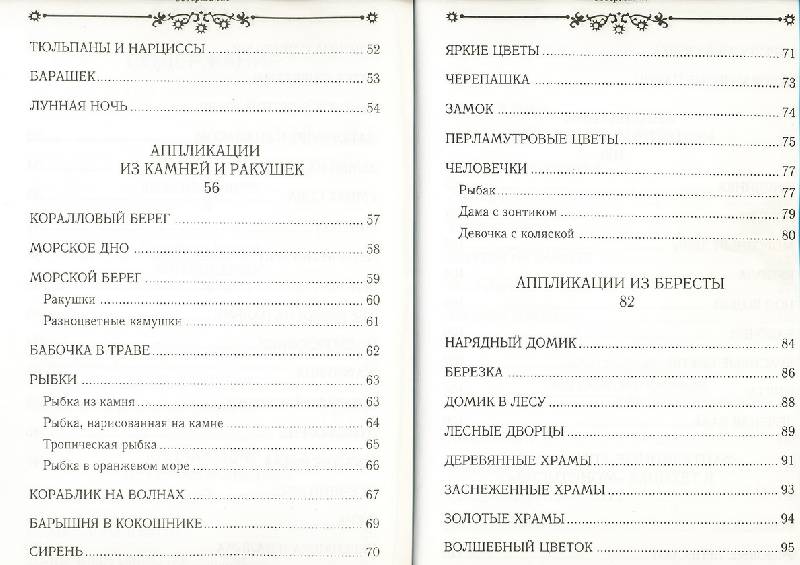 ТЮЛЬПАНЫ И НАРЦИССЫ 52
БАРАШЕК 53
ЛУННАЯ НОЧЬ 54
АППЛИКАЦИИ
ИЗ КАМНЕЙ И РАКУШЕК
56
КОРАЛЛОВЫЙ БЕРЕГ 57
МОРСКОЕ ДНО 58
МОРСКОЙ БЕРЕГ 59
Ракушки 60
Разноцветные камушки 61
БАБОЧКА В ТРАВЕ 62
РЫБКИ 63
Рыбка из камня 63
Рыбка, нарисованная на камне 64
Тропическая рыбка 65
Рыбка в оранжевом море 66
КОРАБЛИК НА ВОЛНАХ 67
БАРЫШНЯ В КОКОШНИКЕ 69
СИРЕНЬ 70
ЯРКИЕ ЦВЕТЫ 71
ЧЕРЕПАШКА 73
ЗАМОК 74
ПЕРЛАМУТРОВЫЕ ЦВЕТЫ 75
ЧЕЛОВЕЧКИ 77
Рыбак 77
Дама с зонтиком 79
Девочка с коляской 80
АППЛИКАЦИИ ИЗ БЕРЕСТЫ
82
НАРЯДНЫЙ ДОМИК 84
БЕРЕЗКА 86
ДОМИК В ЛЕСУ 88
ЛЕСНЫЕ ДВОРЦЫ 89
ДЕРЕВЯННЫЕ ХРАМЫ 91
ЗАСНЕЖЕННЫЕ ХРАМЫ 93
ЗОЛОТЫЕ ХРАМЫ 94
ВОЛШЕБНЫЙ ЦВЕТОК 95